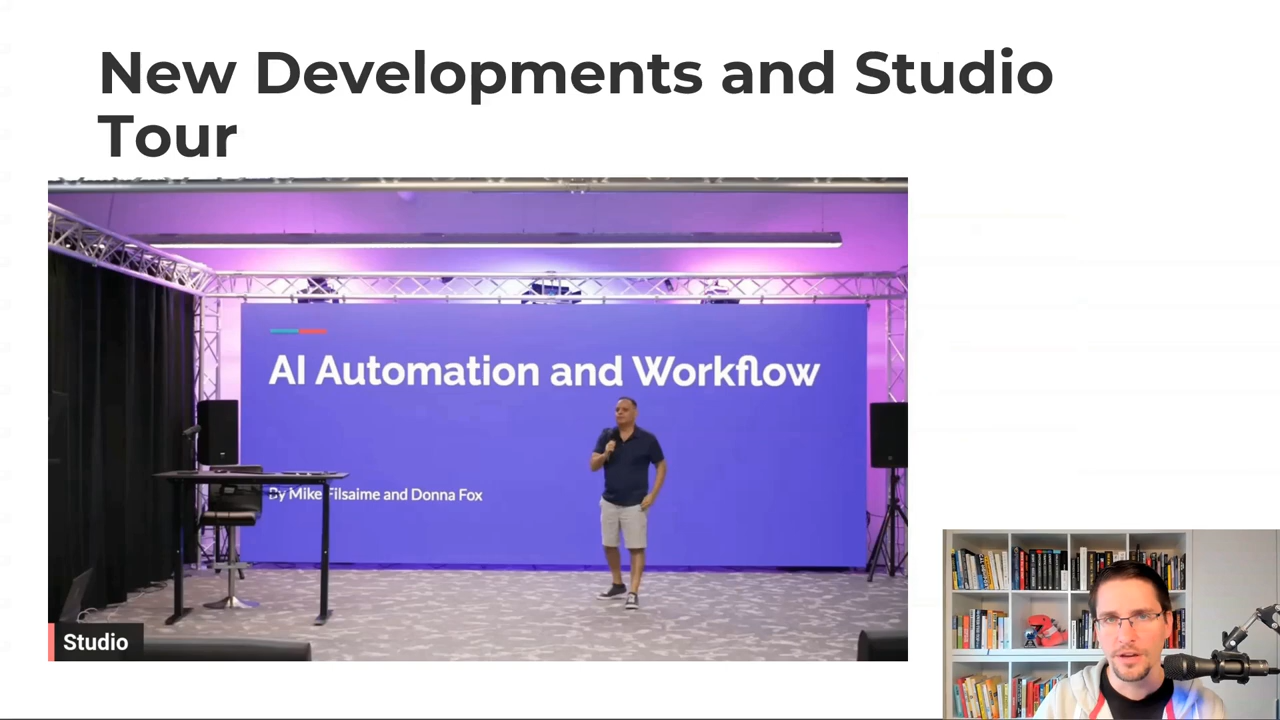 New Developments and Studio
Tour
AI Automation and Workflow
By Mike Filsaime and Donna Fox
Studio